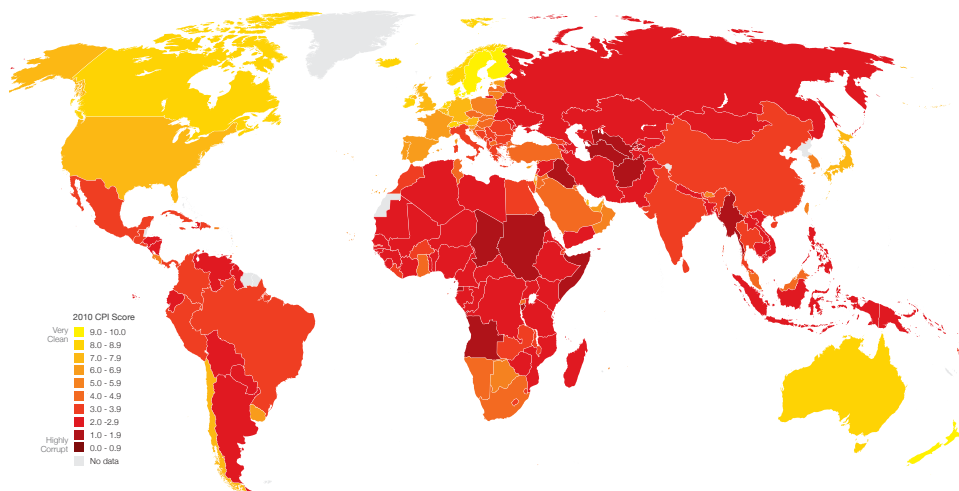 2010 CPI Score
Very
Clean
9.0 - 10.0
8.0 - 8.9
7.0 - 7.9
6.0 - 6.9
5.0 - 5.9
4.0 - 4.9
3.0 - 3.9
2.0 -2.9
1.0 - 1.9
Highly
Corrupt
0.0 - 0.9
No data